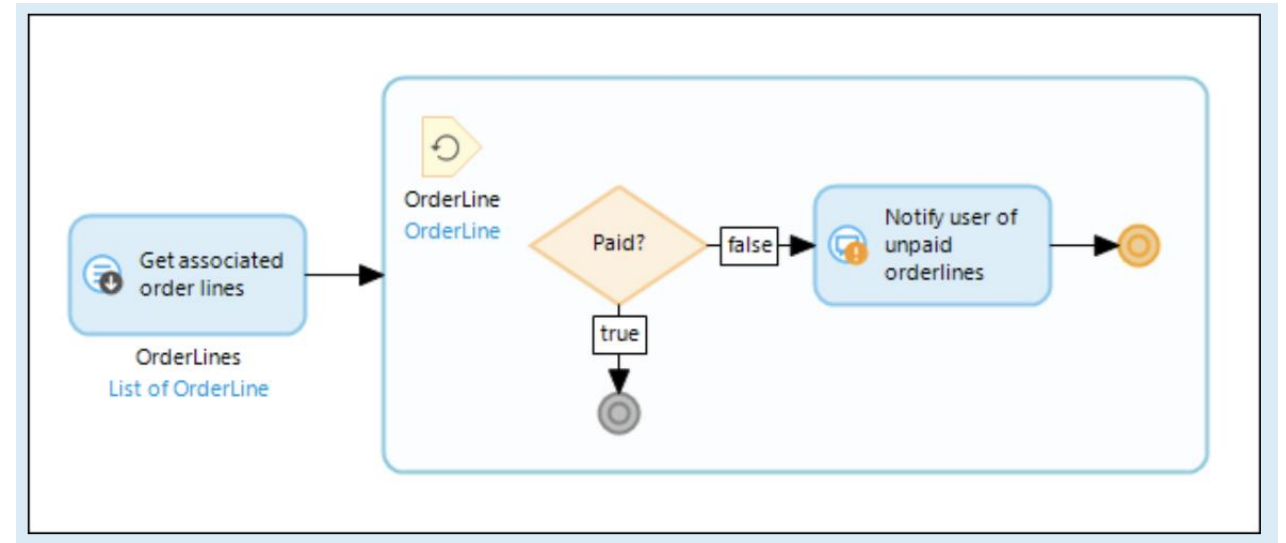 Get associated
order lines
OrderLines
List of OrderLine
OrderLine
OrderLine
Paid?
false
true
Notify user of
unpaid
orderlines